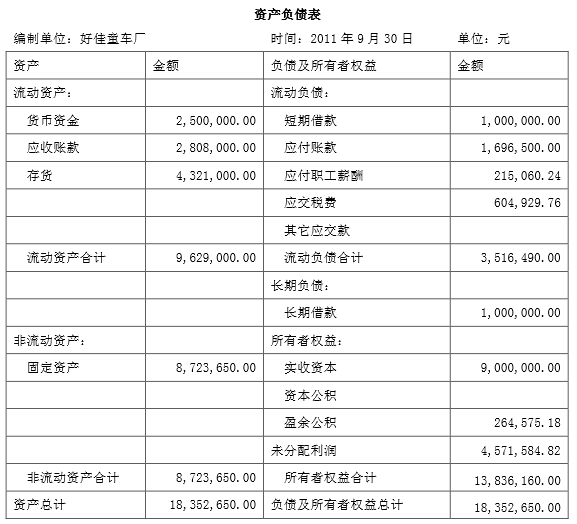 资产负债表
编制单位：好佳童车厂 时间：2011 年 9 月 30 日 单位：元
资产 金额 负债及所有者权益 金额
流动资产： 流动负债：
货币资金 2,500,000.00 短期借款 1,000,000.00
应收账款 2,808,000.00 应付账款 1,696,500.00
存货 4,321,000.00 应付职工薪酬 215,060.24
应交税费 604,929.76
其它应交款
流动资产合计 9,629,000.00 流动负债合计 3,516,490.00
长期负债：
长期借款 1,000,000.00
非流动资产： 所有者权益：
固定资产 8,723,650.00 实收资本 9,000,000.00
资本公积
盈余公积 264,575.18
未分配利润 4,571,584.82
非流动资产合计 8,723,650.00 所有者权益合计 13,836,160.00
资产总计 18,352,650.00 负债及所有者权益总计 18,352,650.00